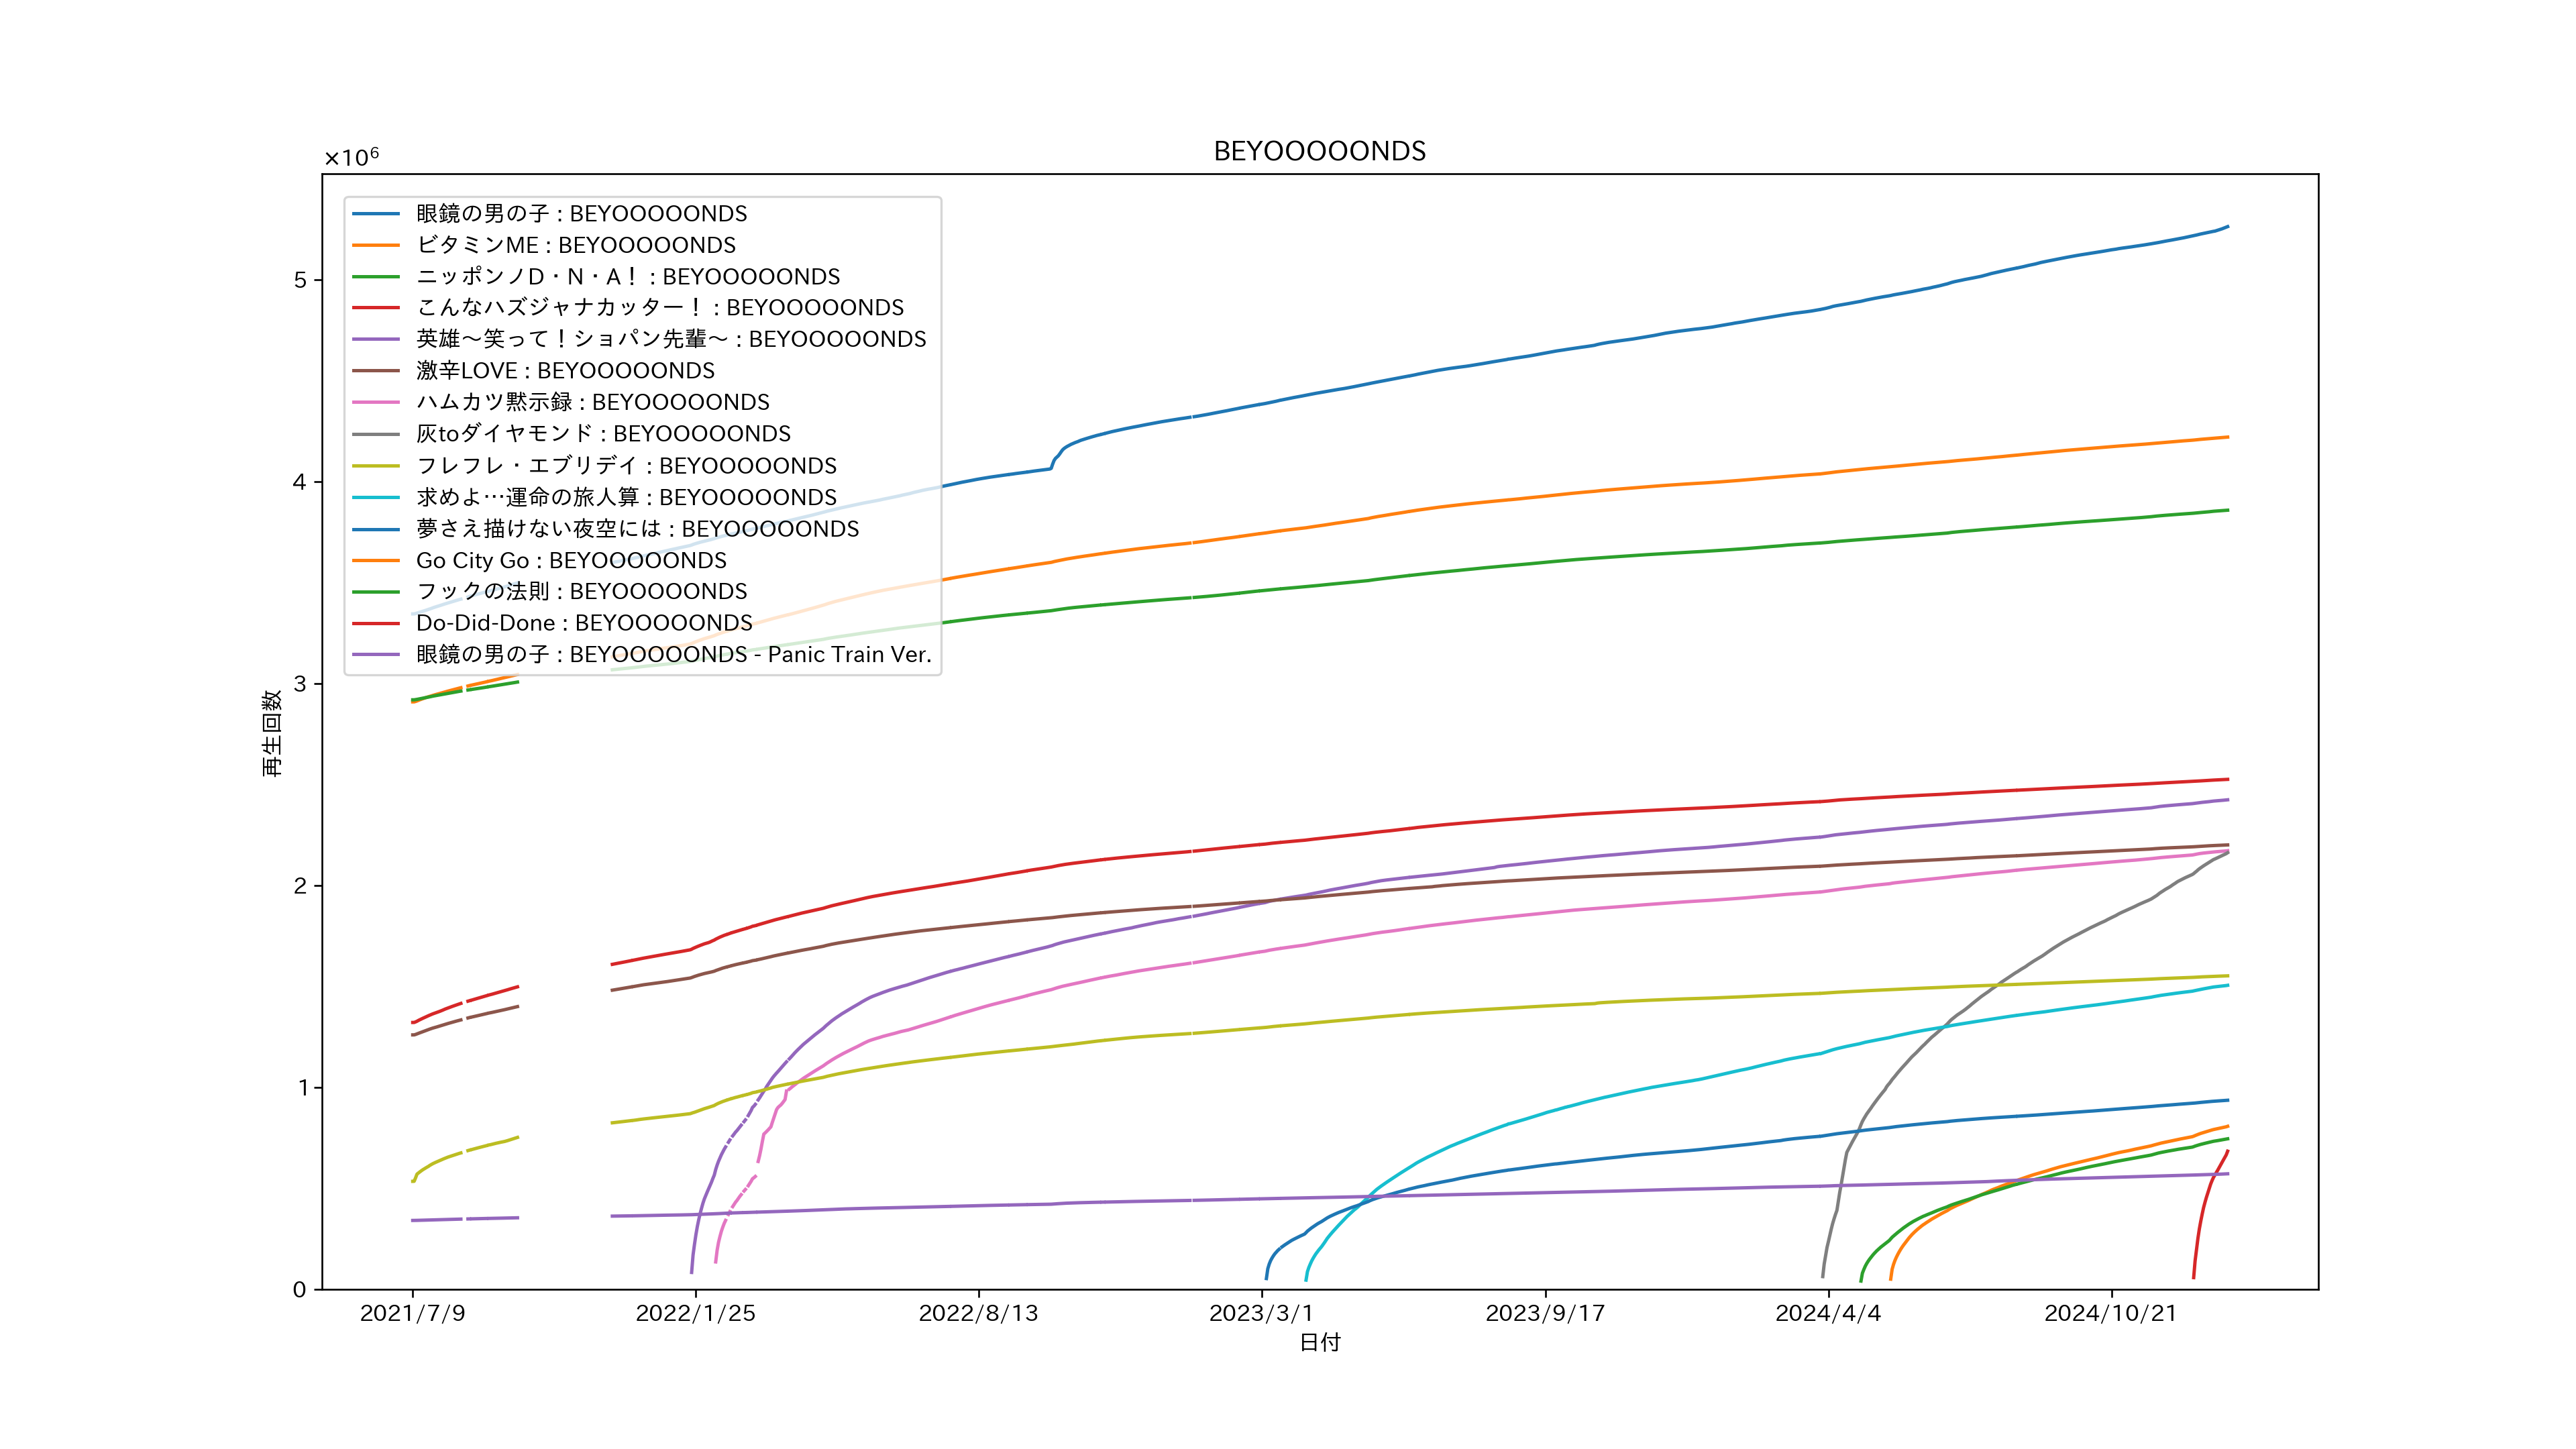 BEYOOOOONDS
×10⁶
眼鏡の男の子 : BEYOOOOONDS
ビタミンME : BEYOOOOONDS
ニッポンノD・N・A！ : BEYOOOOONDS
こんなハズジャナカッター！ : BEYOOOOONDS
英雄～笑って！ショパン先輩～ : BEYOOOOONDS
激辛LOVE : BEYOOOOONDS
ハムカツ黙示録 : BEYOOOOONDS
灰toダイヤモンド : BEYOOOOONDS
フレフレ・エブリデイ : BEYOOOOONDS
求めよ…運命の旅人算 : BEYOOOOONDS
夢さえ描けない夜空には : BEYOOOOONDS
Go City Go : BEYOOOOONDS
フックの法則 : BEYOOOOONDS
Do-Did-Done : BEYOOOOONDS
眼鏡の男の子 : BEYOOOOONDS - Panic Train Ver.
5
4
3
2
1
0
再生回数
2021/7/9
2022/1/25
2022/8/13
2023/3/1
2023/9/17
2024/4/4
2024/10/21
日付